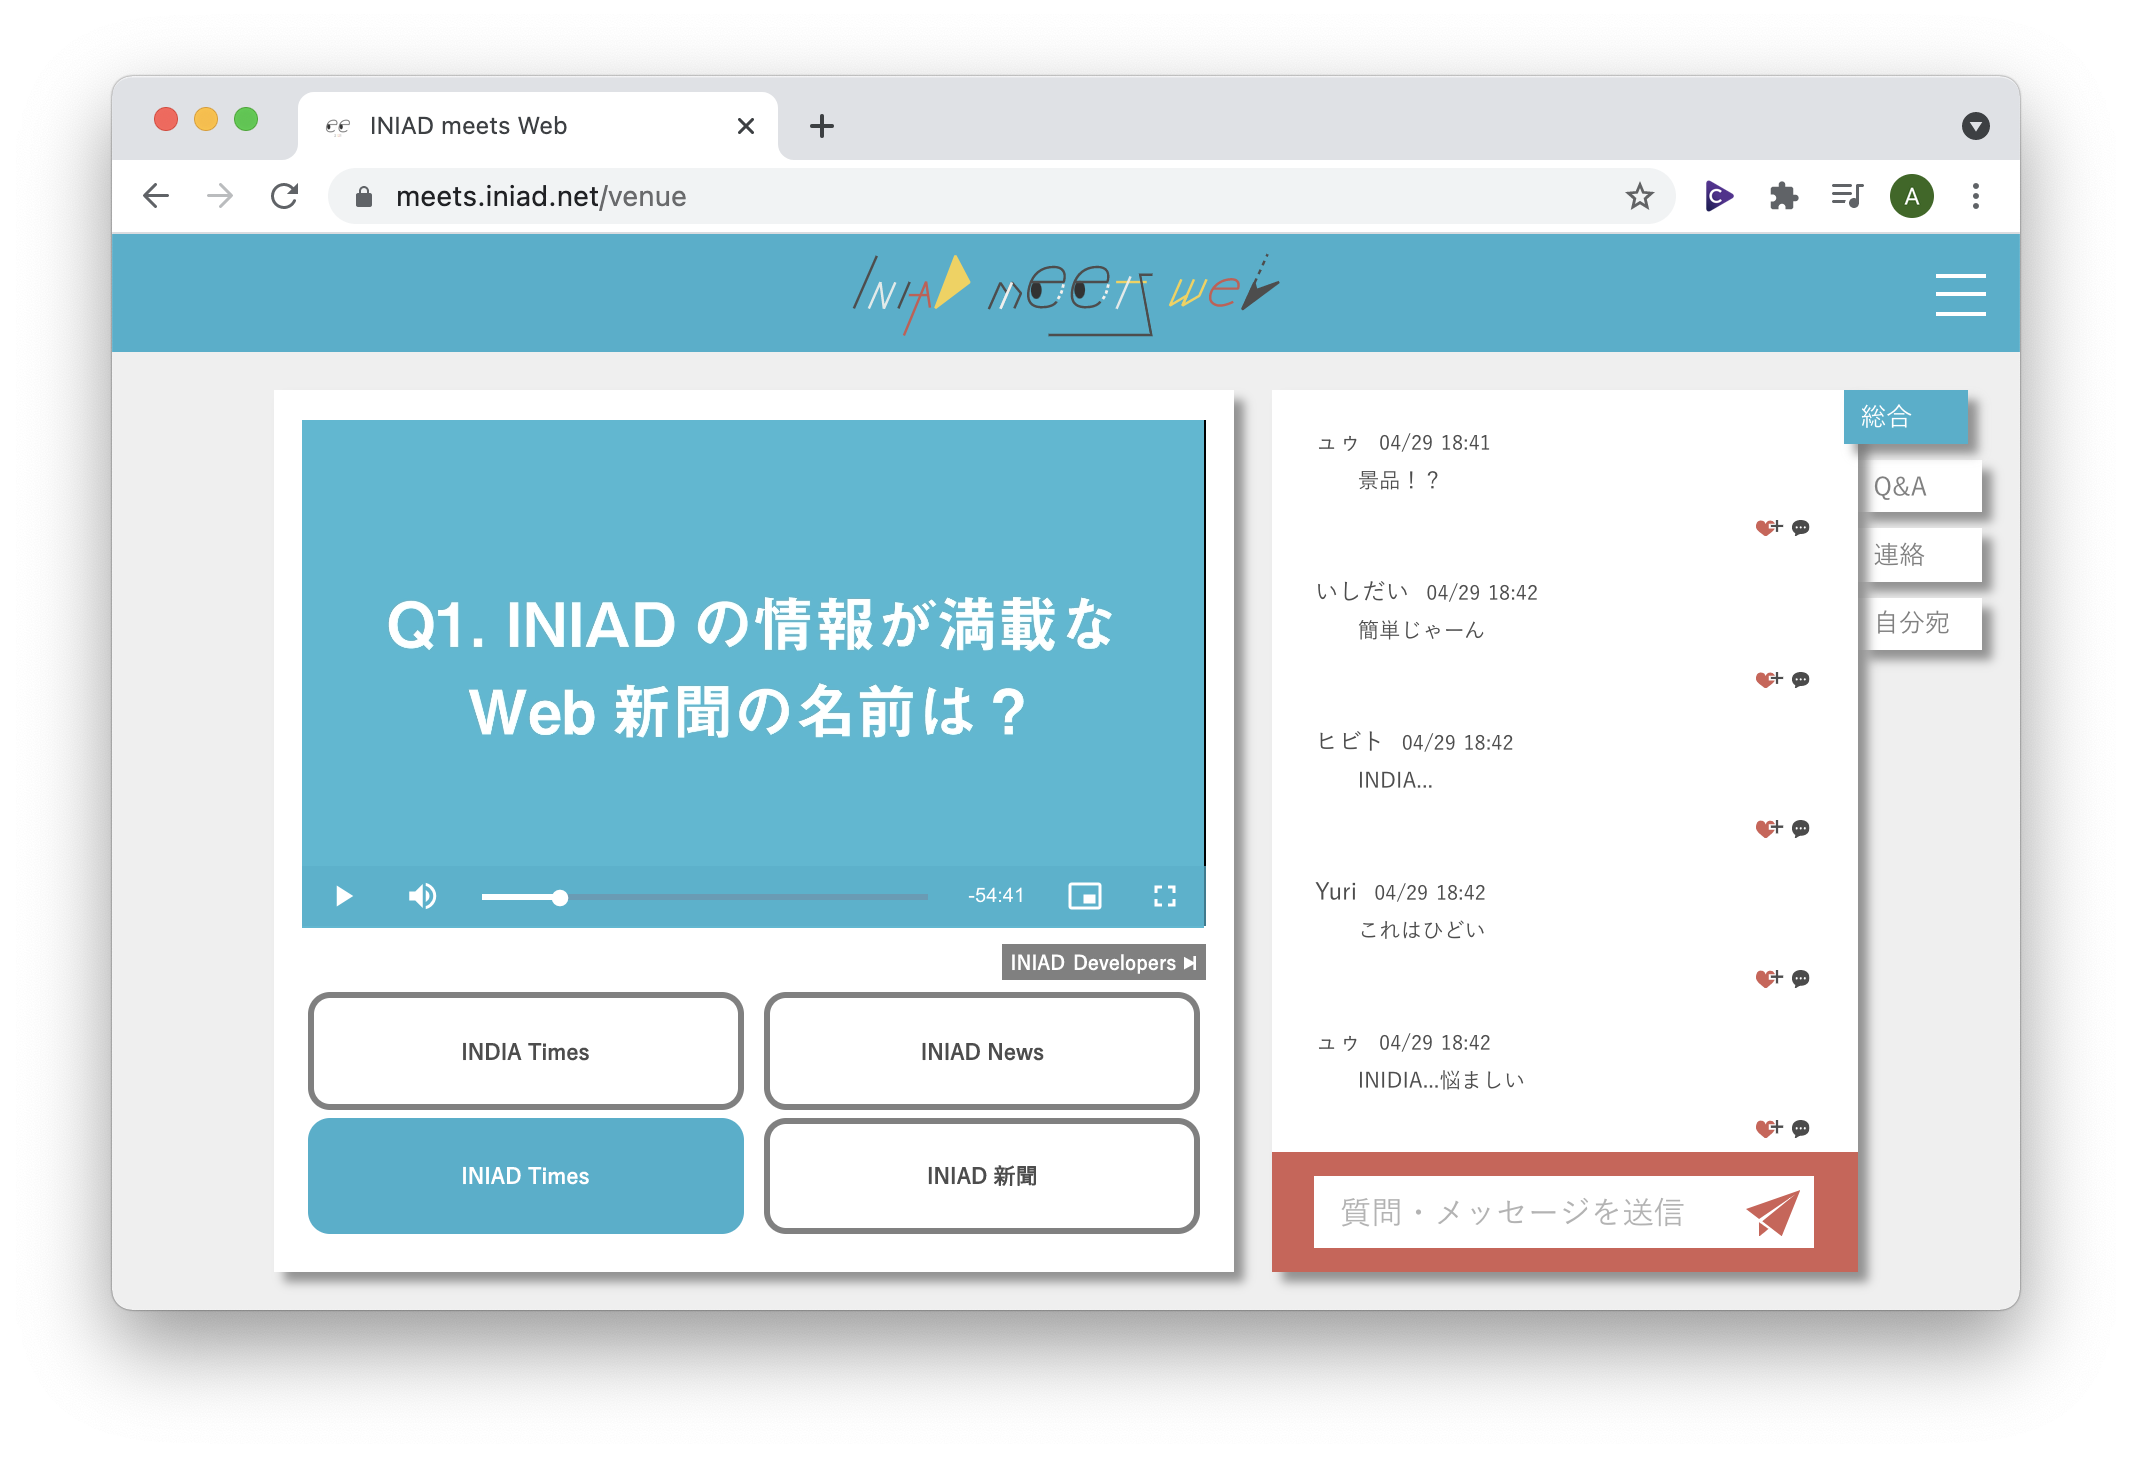 INIAD meets Web
meets.iniad.net/venue
A
INIAD meets web
Q1. INIAD の情報が満載な
Web 新聞の名前は？
-54:41
INIAD Developers
INDIA Times
INIAD News
INIAD Times
INIAD 新聞
ュゥ 04/29 18:41
景品！？
いしだい 04/29 18:42
簡単じゃーん
ヒビト 04/29 18:42
INDIA...
Yuri 04/29 18:42
これはひどい
ュゥ 04/29 18:42
INIDIA...悩ましい
質問・メッセージを送信
総合
Q&A
連絡
自分宛